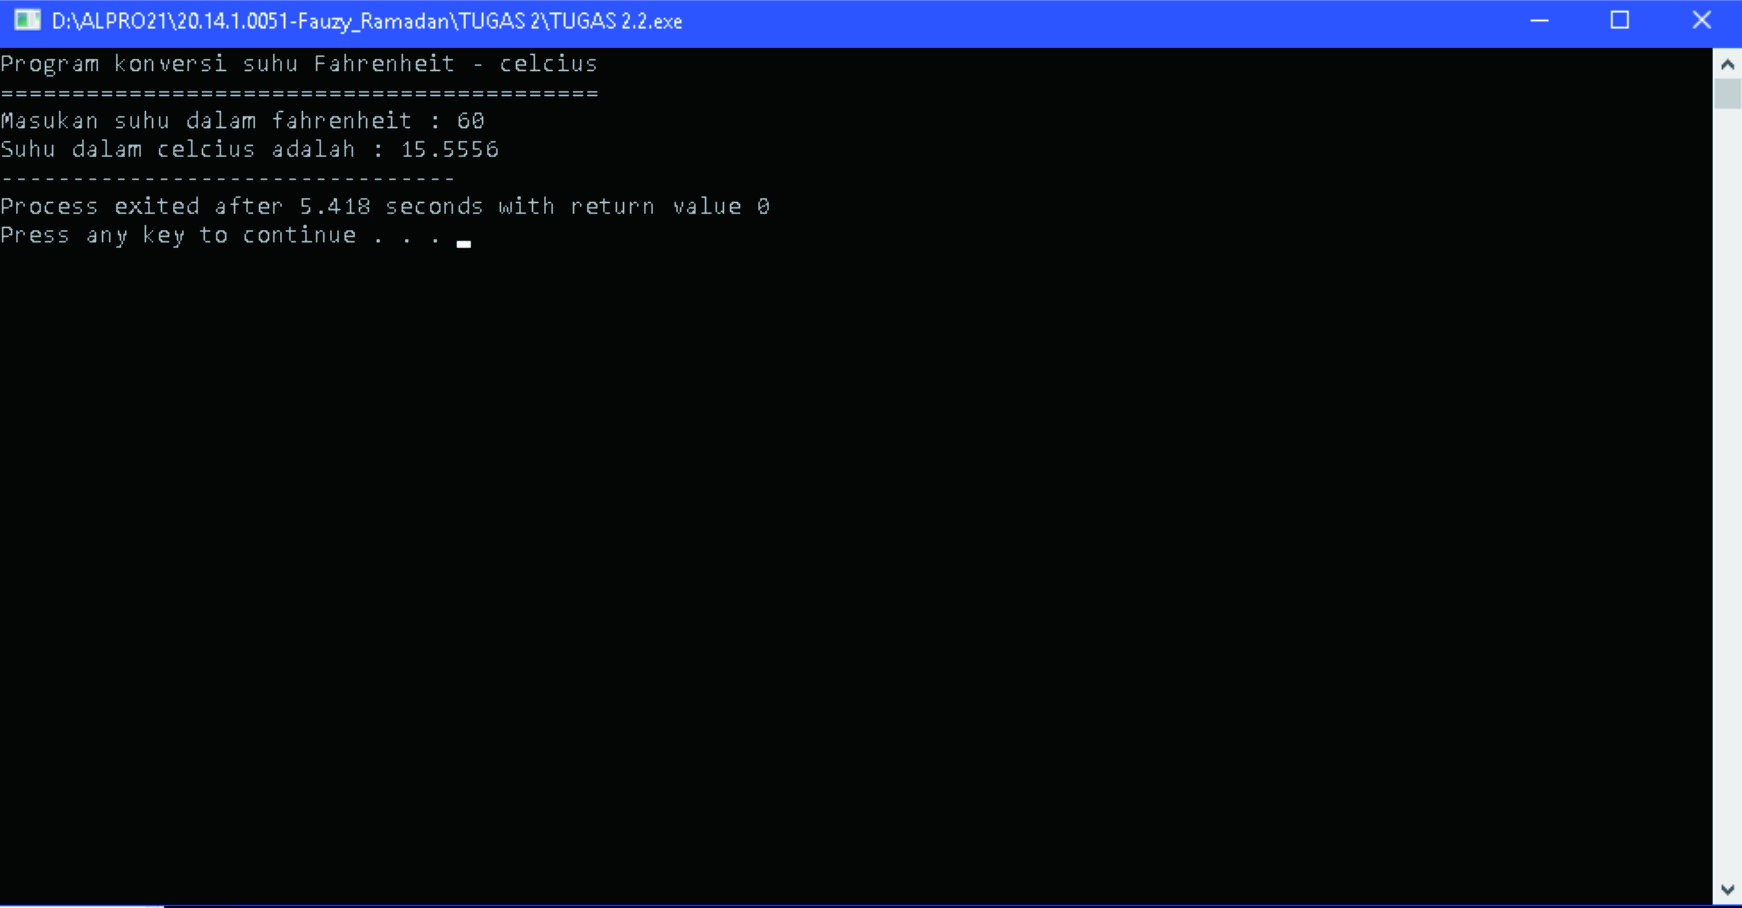 D:\ALPRO21\20.14.1.0051-Fauzy_Ramadan\TUGAS 2\TUGAS 2.2.exe
Program konversi suhu Fahrenheit - celcius
==========================================
Masukan suhu dalam fahrenheit : 60
Suhu dalam celcius adalah : 15.5556
--------------------------------
Process exited after 5.418 seconds with return value 0
Press any key to continue . . .